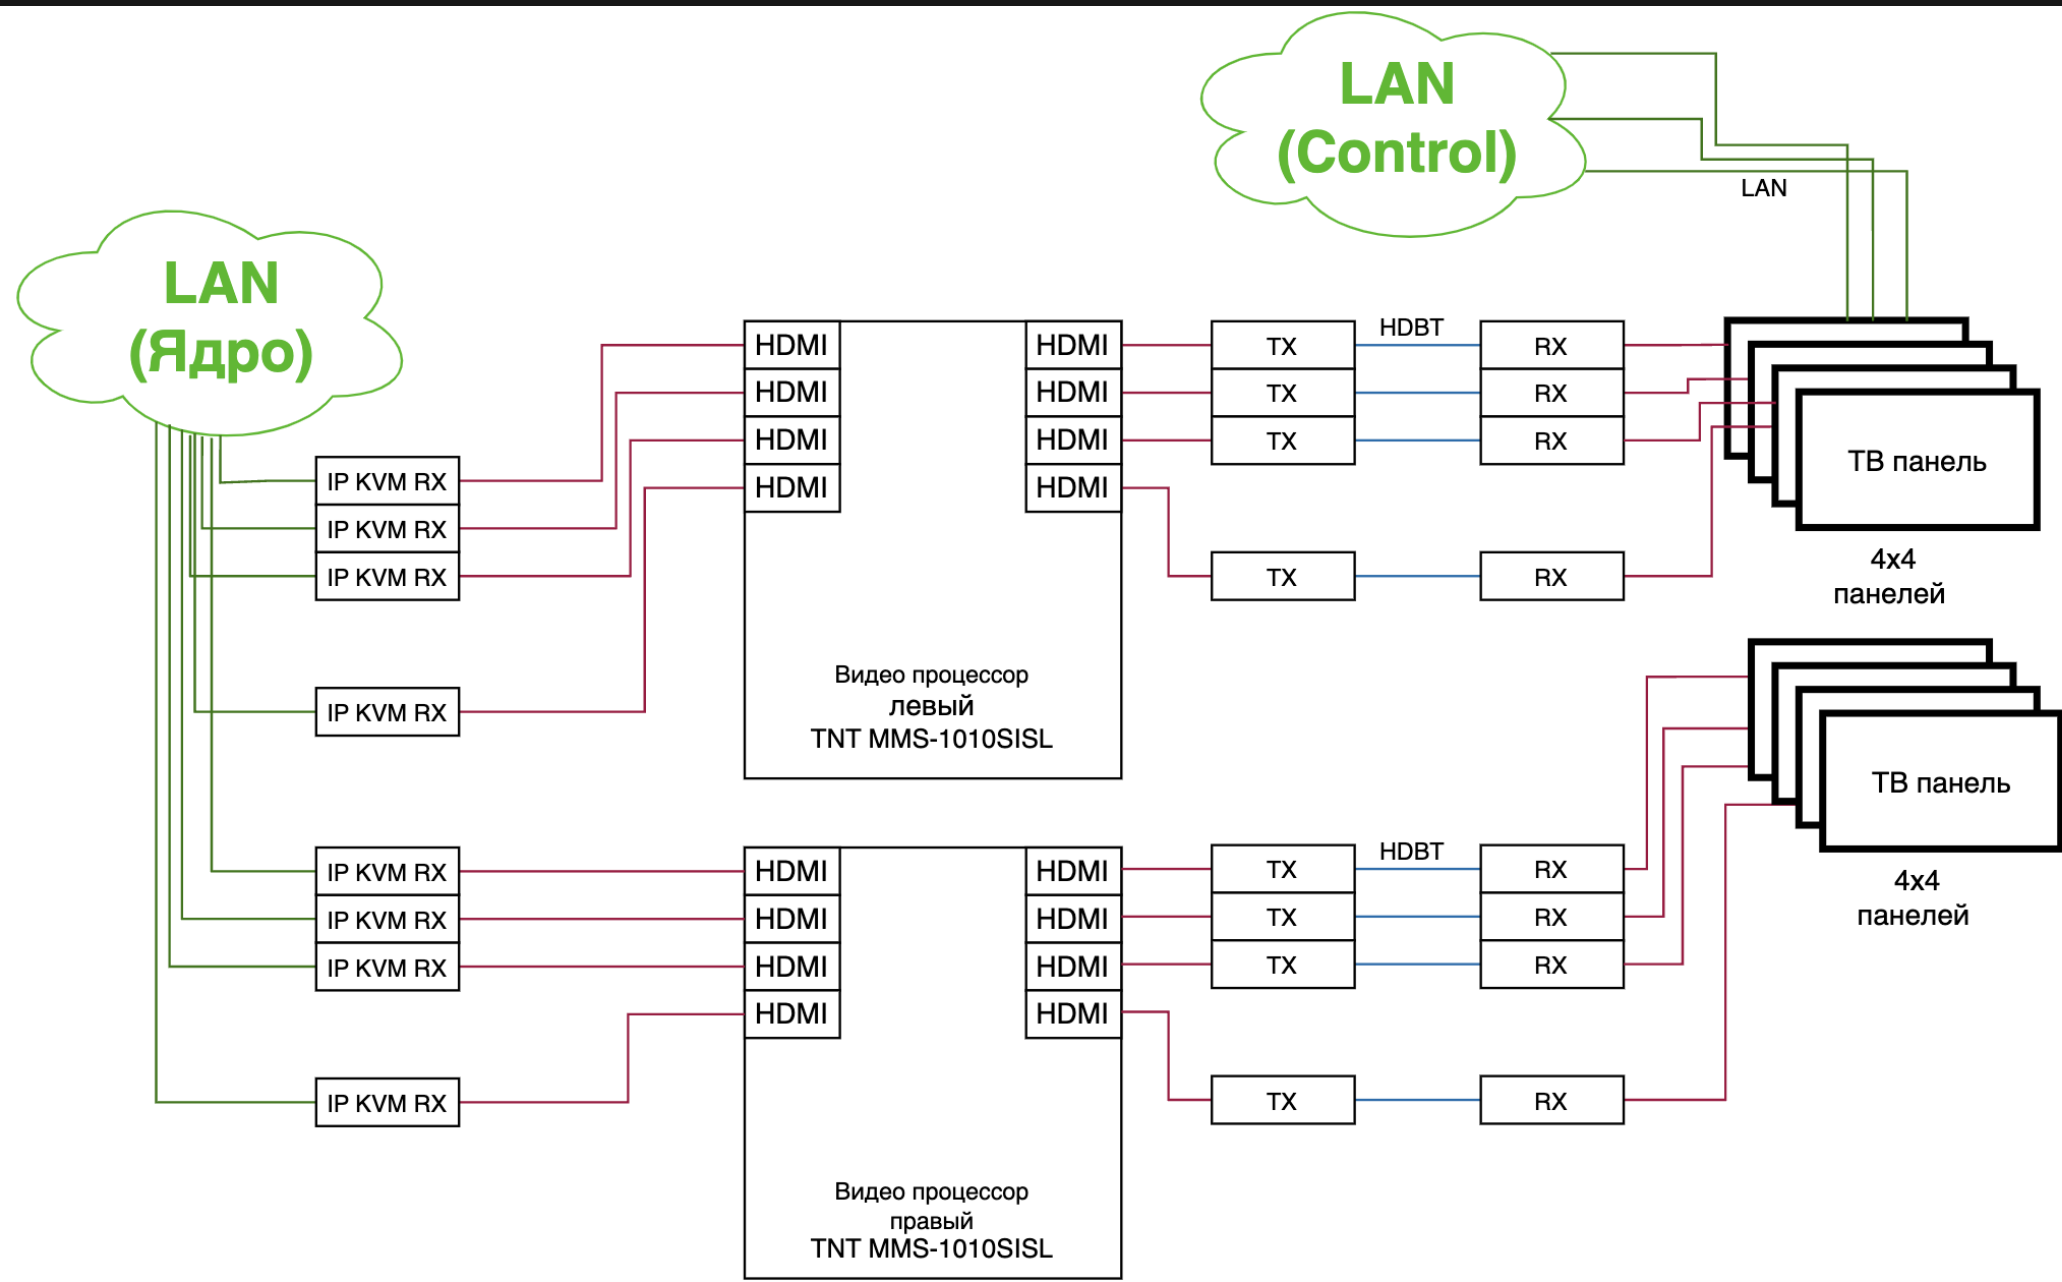 LAN
(Control)
LAN
LAN
(Ядро)
IP KVM RX
IP KVM RX
IP KVM RX
IP KVM RX
HDMI
HDMI
HDMI
HDMI
Видео процессор
левый
TNT MMS-1010SISL
HDMI
HDMI
HDMI
HDMI
TX
HDBT
RX
TX
RX
TX
RX
TX
RX
ТВ панель
4x4
панелей
IP KVM RX
IP KVM RX
IP KVM RX
IP KVM RX
HDMI
HDMI
HDMI
HDMI
Видео процессор
правый
TNT MMS-1010SISL
HDMI
HDMI
HDMI
HDMI
TX
HDBT
RX
TX
RX
TX
RX
TX
RX
ТВ панель
4x4
панелей